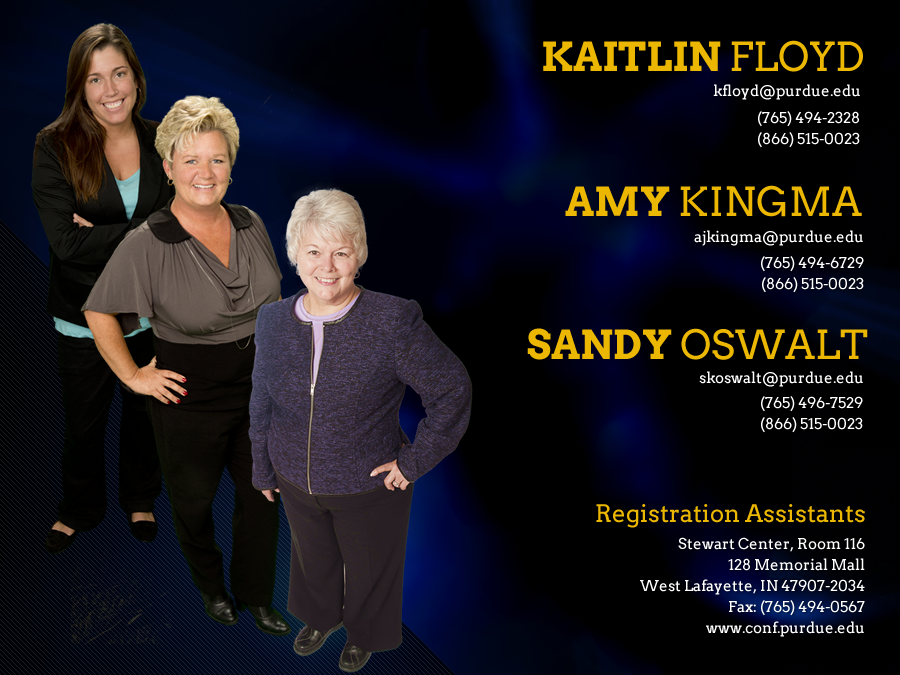 KAITLIN FLOYD
kfloyd@purdue.edu
(765) 494-2328
(866) 515-0023
AMY KINGMA
ajkingma@purdue.edu
(765) 494-6729
(866) 515-0023
SANDY OSWALT
skoswalt@purdue.edu
(765) 496-7529
(866) 515-0023
Registration Assistants
Stewart Center, Room 116
128 Memorial Mall
West Lafayette, IN 47907-2034
Fax: (765) 494-0567
www.conf.purdue.edu